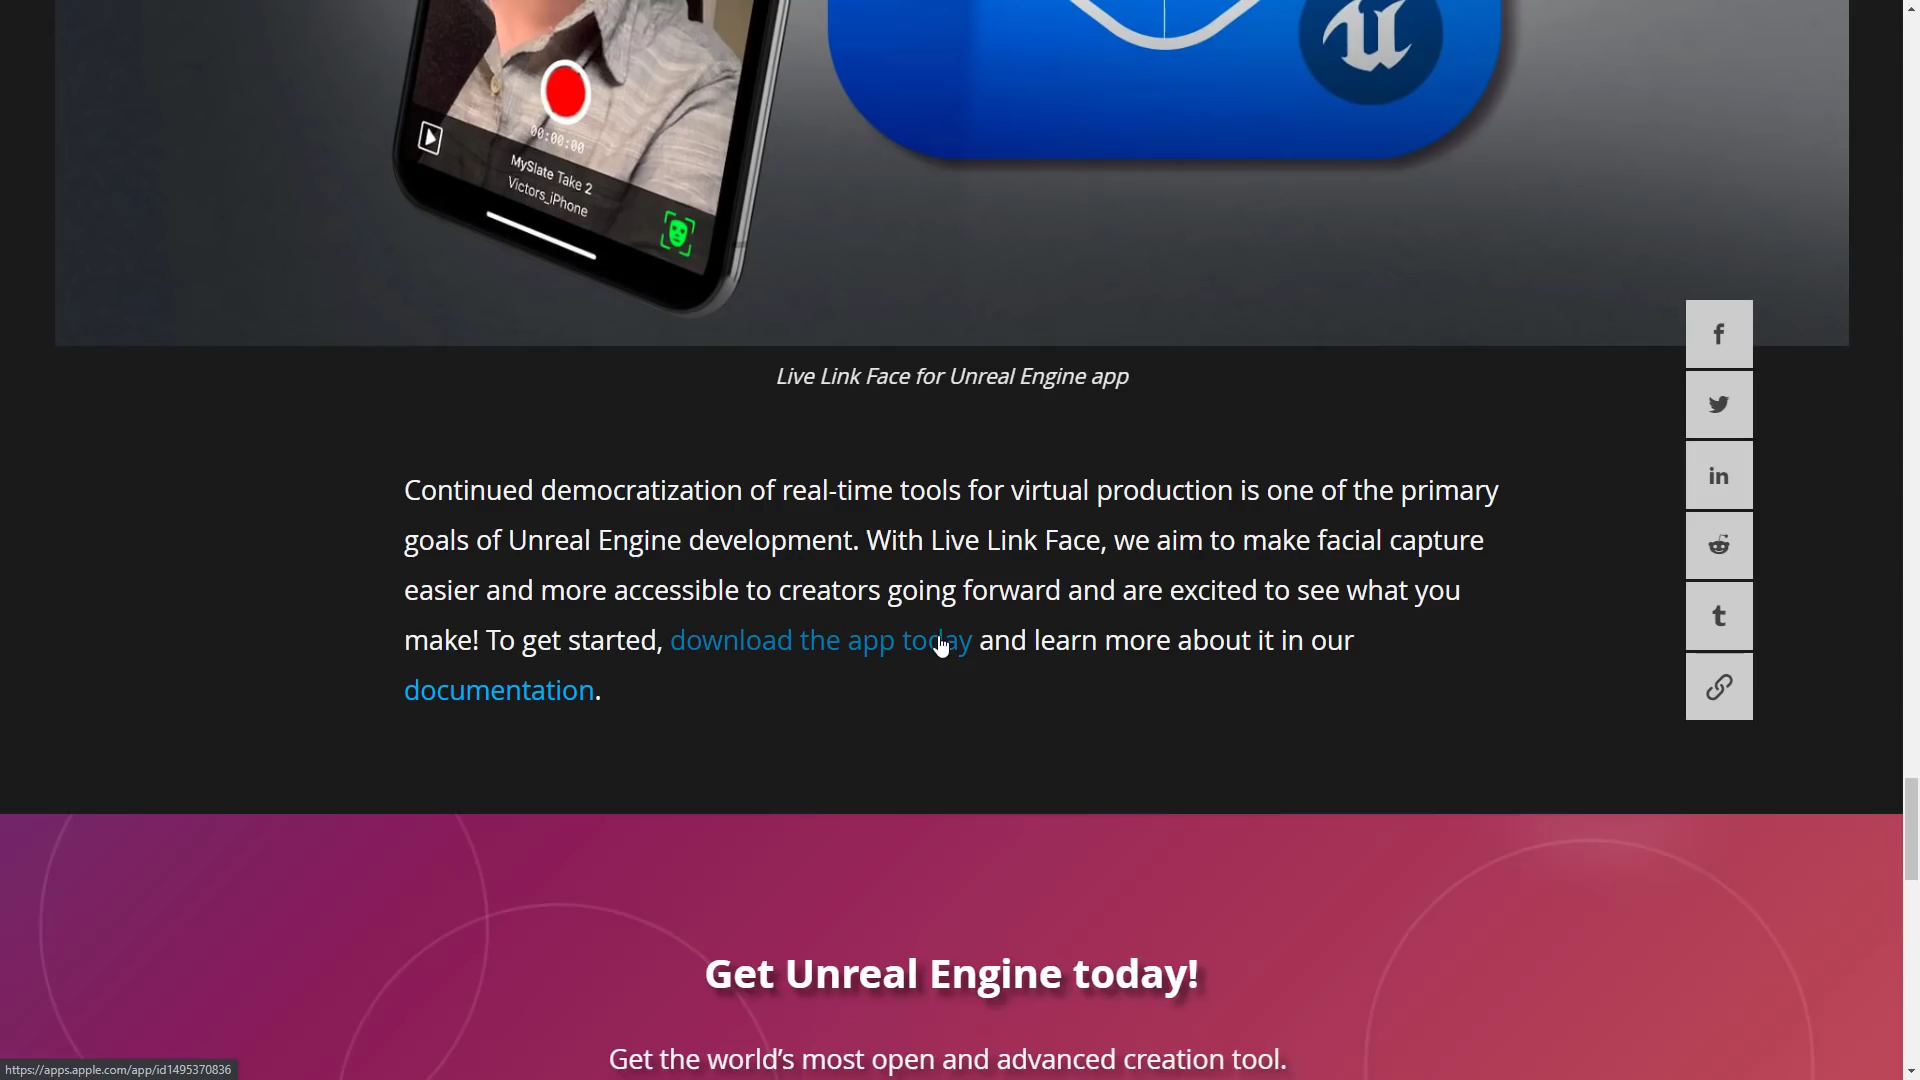 00:00:00
MySlate Take 2
Victors_iPhone
Live Link Face for Unreal Engine app
Continued democratization of real-time tools for virtual production is one of the primary
goals of Unreal Engine development. With Live Link Face, we aim to make facial capture
easier and more accessible to creators going forward and are excited to see what you
make! To get started, download the app today and learn more about it in our
documentation.
Get Unreal Engine today!
Get the world’s most open and advanced creation tool.
https://apps.apple.com/app/id1495370836